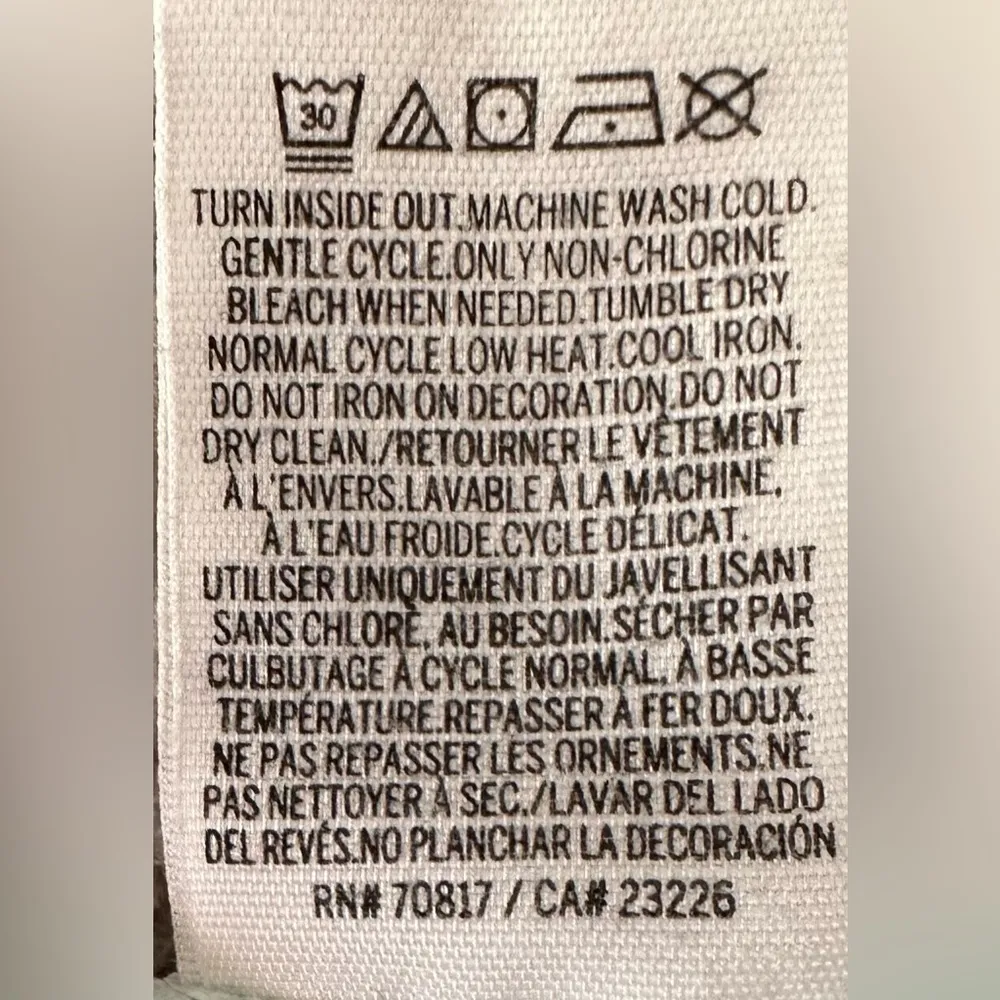 30
TURN INSIDE OUT.MACHINE WASH COLD.
GENTLE CYCLE.ONLY NON-CHLORINE
BLEACH WHEN NEEDED.TUMBLE DRY
NORMAL CYCLE LOW HEAT.COOL IRON.
DO NOT IRON ON DECORATION.DO NOT
DRY CLEAN./RETOURNER LE VÊTEMENT
À L'ENVERS.LAVABLE À LA MACHINE,
À L'EAU FROIDE.CYCLE DÉLICAT.
UTILISER UNIQUEMENT DU JAVELLISANT
SANS CHLORE, AU BESOIN.SÉCHER PAR
CULBUTAGE À CYCLE NORMAL, À BASSE
TEMPÉRATURE.REPASSER À FER DOUX.
NE PAS REPASSER LES ORNEMENTS.NE
PAS NETTOYER À SEC./LAVAR DEL LADO
DEL REVÉS.NO PLANCHAR LA DECORACIÓN
RN# 70817 / CA# 23226